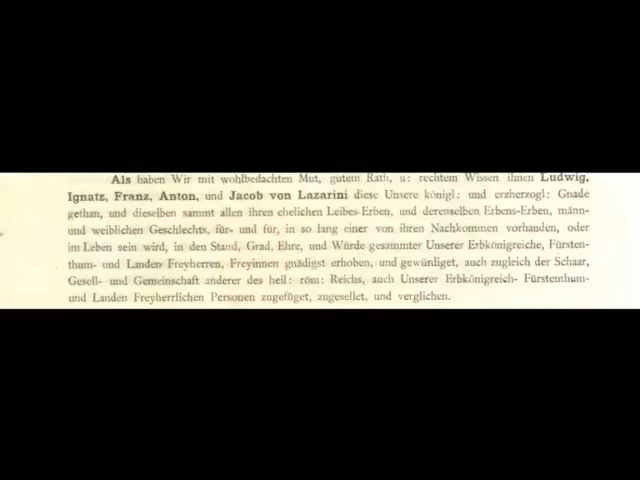 Als haben Wir mit wohlbedachten Mut, gutem Rath, u: rechtem Wissen ihnen Ludwig,
Ignatz, Franz, Anton, und Jacob von Lazarini diese Unsere königl: und erzherzogl: Gnade
gethan, und dieselben sammt allen ihren ehelichen Leibes-Erben, und derenselben Erbens-Erben, männ-
und weiblichen Geschlechts, für- und für, in so lang einer von ihren Nachkommen vorhanden, oder
im Leben sein wird, in den Stand, Grad, Ehre, und Würde gesammter Unserer Erbkönigreiche, Fürsten-
thum- und Landen Freyherren, Freyinnen gnädigst erhoben, und gewürdiget, auch zugleich der Schaar,
Gesell- und Gemeinschaft anderer des heil: röm: Reichs, auch Unserer Erbkönigreich- Fürstenthum-
und Landen Freyherrlichen Personen zugefüget, zugesellet, und verglichen.